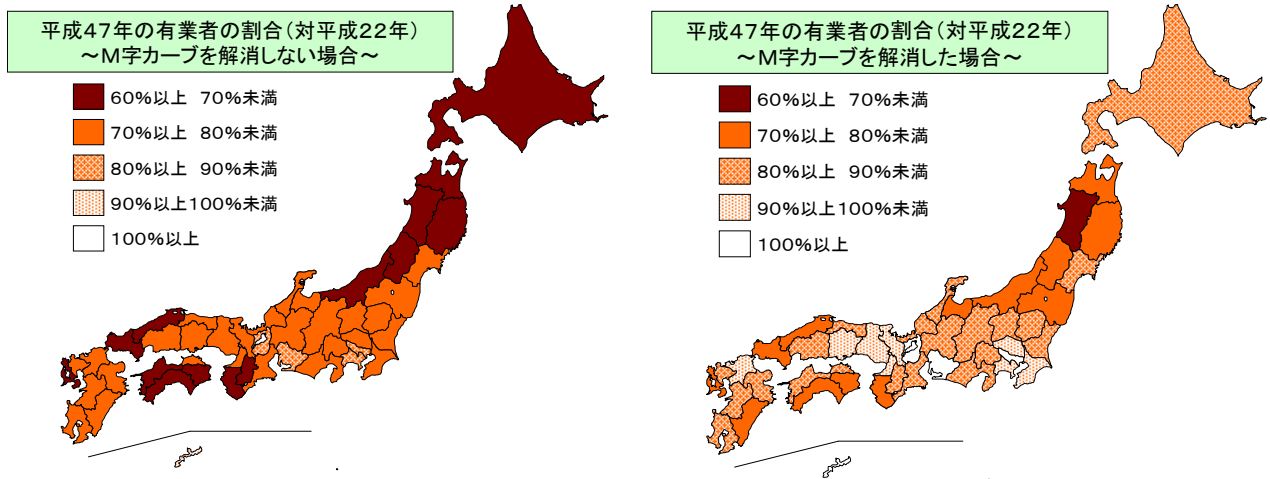 平成47年の有業者の割合(対平成22年)
~M字カーブを解消しない場合~
60%以上 70%未満
70%以上 80%未満
80%以上 90%未満
90%以上100%未満
100%以上
平成47年の有業者の割合(対平成22年)
~M字カーブを解消した場合~
60%以上 70%未満
70%以上 80%未満
80%以上 90%未満
90%以上100%未満
100%以上